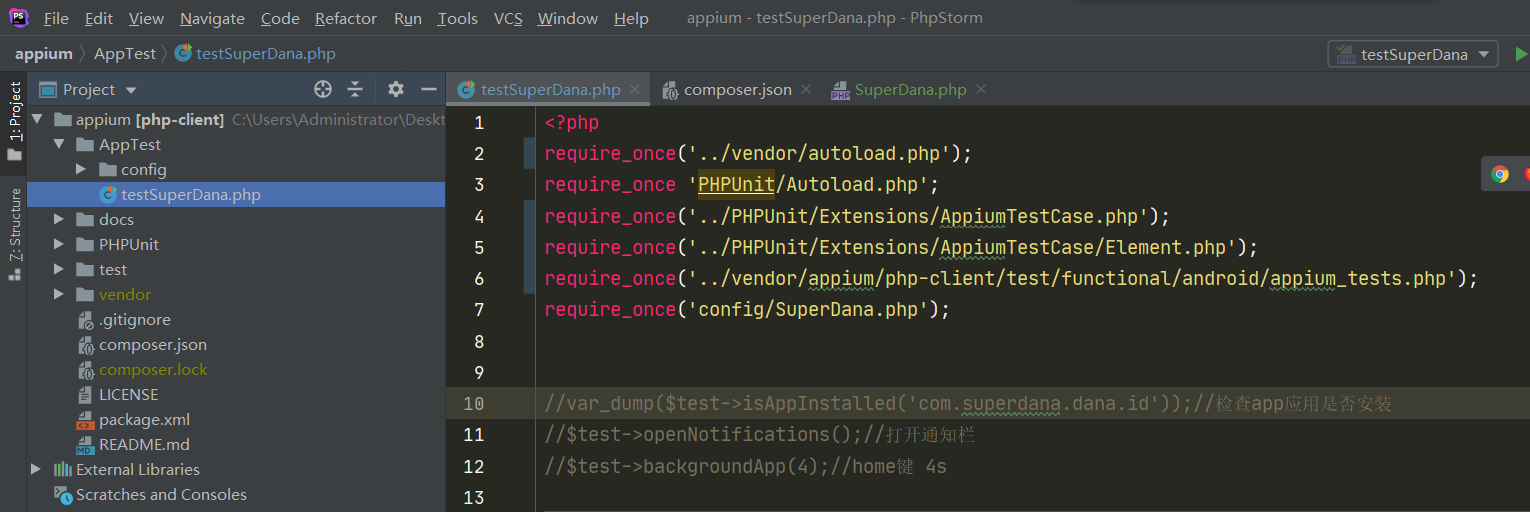 PS File Edit View Navigate Code Refactor Run Tools VCS Window Help appium - testSuperDana.php - PhpStorm
appium AppTest testSuperDana.php testSuperDana
1: Project
Z: Structure
Project
appium [php-client] C:\Users\Administrator\Deskt
AppTest
config
testSuperDana.php
docs
PHPUnit
test
vendor
.gitignore
composer.json
composer.lock
LICENSE
package.xml
README.md
External Libraries
Scratches and Consoles
testSuperDana.php composer.json SuperDana.php
1 <?php
2 require_once('../vendor/autoload.php');
3 require_once 'PHPUnit/Autoload.php';
4 require_once('../PHPUnit/Extensions/AppiumTestCase.php');
5 require_once('../PHPUnit/Extensions/AppiumTestCase/Element.php');
6 require_once('../vendor/appium/php-client/test/functional/android/appium_tests.php');
7 require_once('config/SuperDana.php');
8
9
10 //var_dump($test->isAppInstalled('com.superdana.dana.id'));//检查app应用是否安装
11 //$test->openNotifications();//打开通知栏
12 //$test->backgroundApp(4);//home键 4s
13